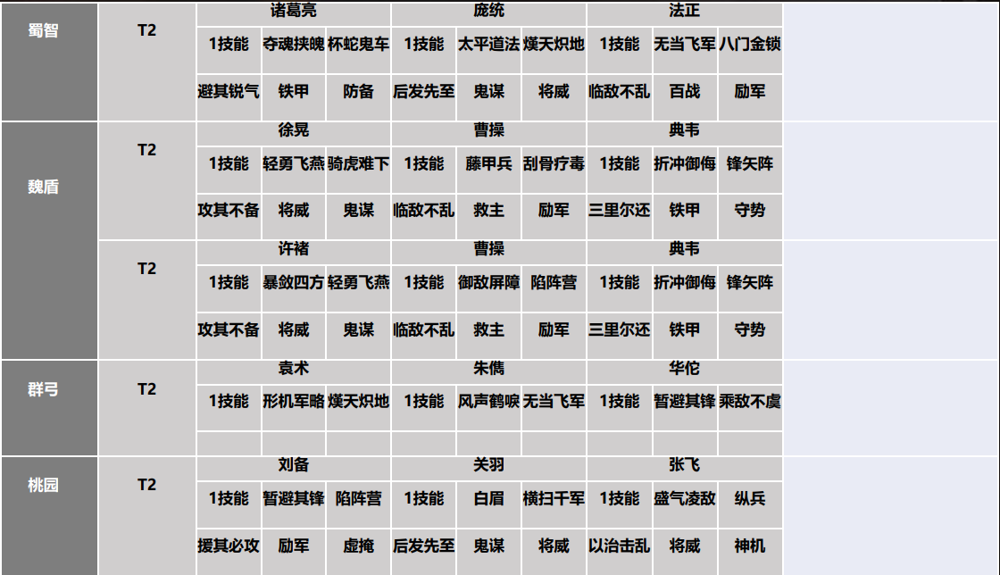 蜀智 T2 诸葛亮 庞统 法正
1技能 夺魂挟魄 杯蛇鬼车 1技能 太平道法 熯天炽地 1技能 无当飞军 八门金锁
避其锐气 铁甲 防备 后发先至 鬼谋 将威 临敌不乱 百战 励军
魏盾 T2 徐晃 曹操 典韦
1技能 轻勇飞燕 骑虎难下 1技能 藤甲兵 刮骨疗毒 1技能 折冲御侮 锋矢阵
攻其不备 将威 鬼谋 临敌不乱 救主 励军 三里尔还 铁甲 守势
T2 许褚 曹操 典韦
1技能 暴敛四方 轻勇飞燕 1技能 御敌屏障 陷阵营 1技能 折冲御侮 锋矢阵
攻其不备 将威 鬼谋 临敌不乱 救主 励军 三里尔还 铁甲 守势
群弓 T2 袁术 朱儁 华佗
1技能 形机军略 熯天炽地 1技能 风声鹤唳 无当飞军 1技能 暂避其锋 乘敌不虞
桃园 T2 刘备 关羽 张飞
1技能 暂避其锋 陷阵营 1技能 白眉 横扫千军 1技能 盛气凌敌 纵兵
援其必攻 励军 虚掩 后发先至 鬼谋 将威 以治击乱 将威 神机